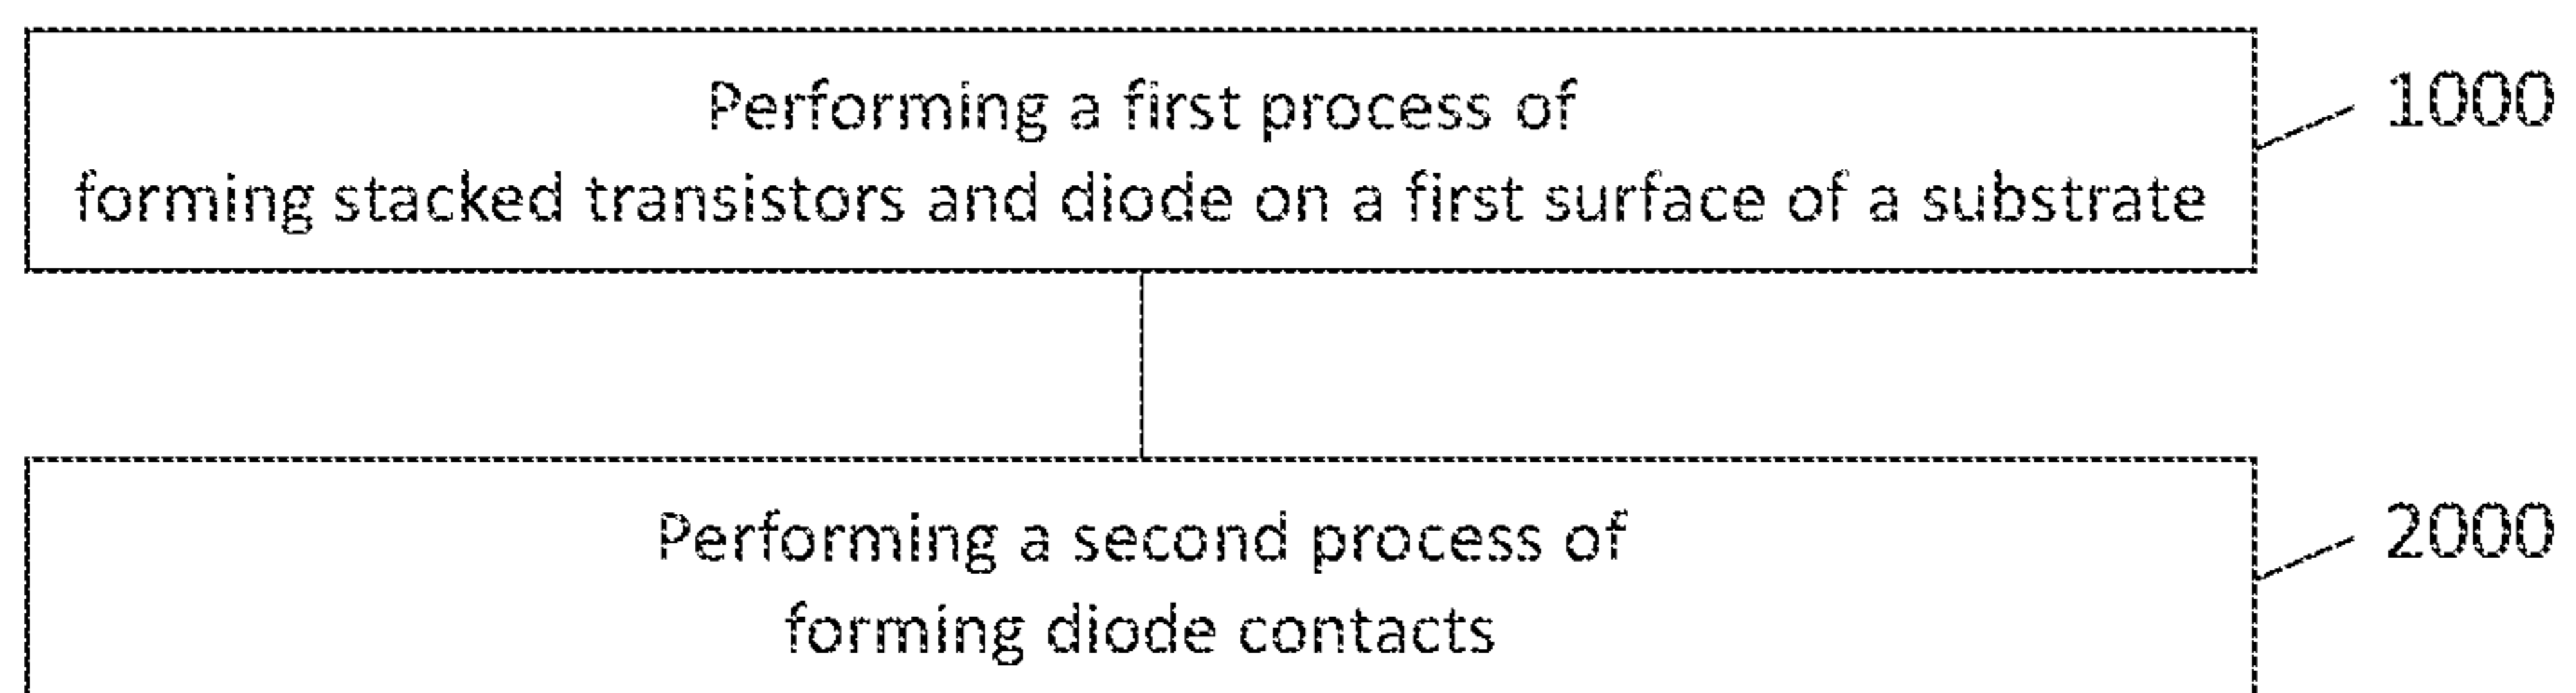 Performing a first process of
forming stacked transistors and diode on a first surface of a substrate
1000
Performing a second process of
forming diode contacts
2000